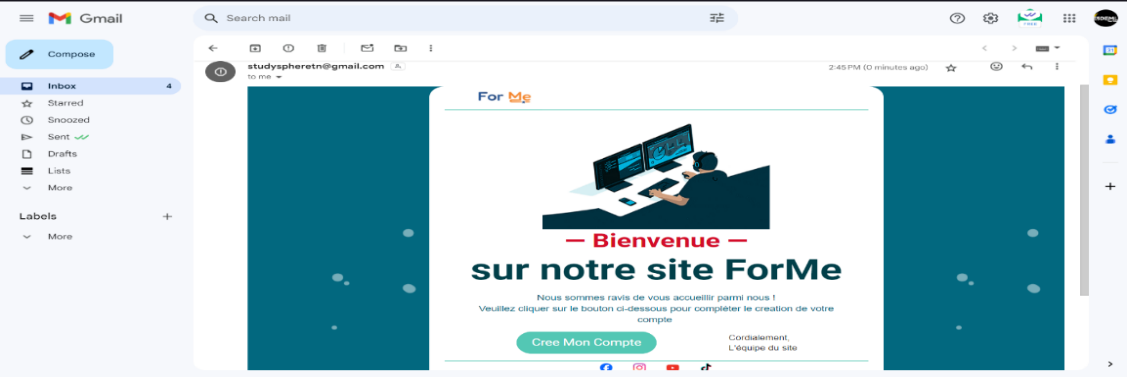 Gmail
Search mail
Compose
studyspheretn@gmail.com
2:45 PM (0 minutes ago)
to me
Inbox 4
Starred
Snoozed
Sent
Drafts
Lists
More
Labels
More
For Me
— Bienvenue —
sur notre site ForMe
Nous sommes ravis de vous accueillir parmi nous !
Veuillez cliquer sur le bouton ci-dessous pour compléter le creation de votre
compte
Cree Mon Compte
Cordialement,
L'équipe du site